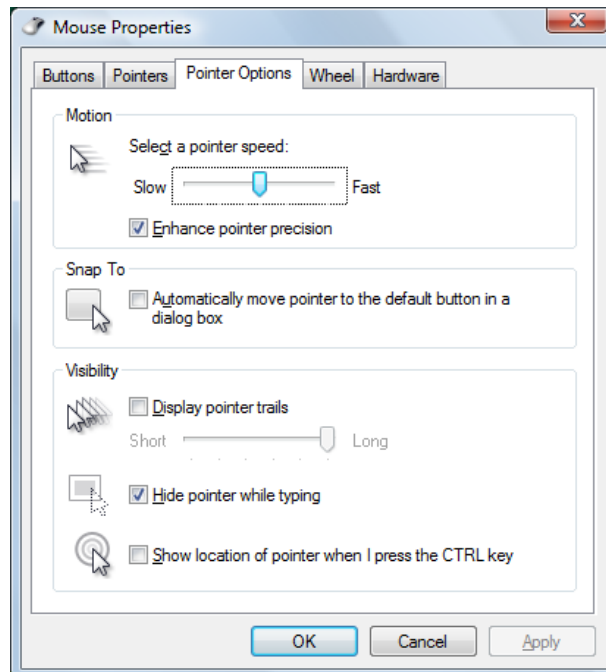 Mouse Properties
Buttons Pointers Pointer Options Wheel Hardware
Motion
Select a pointer speed:
Slow Fast
Enhance pointer precision
Snap To
Automatically move pointer to the default button in a
dialog box
Visibility
Display pointer trails
Short Long
Hide pointer while typing
Show location of pointer when I press the CTRL key
OK Cancel Apply